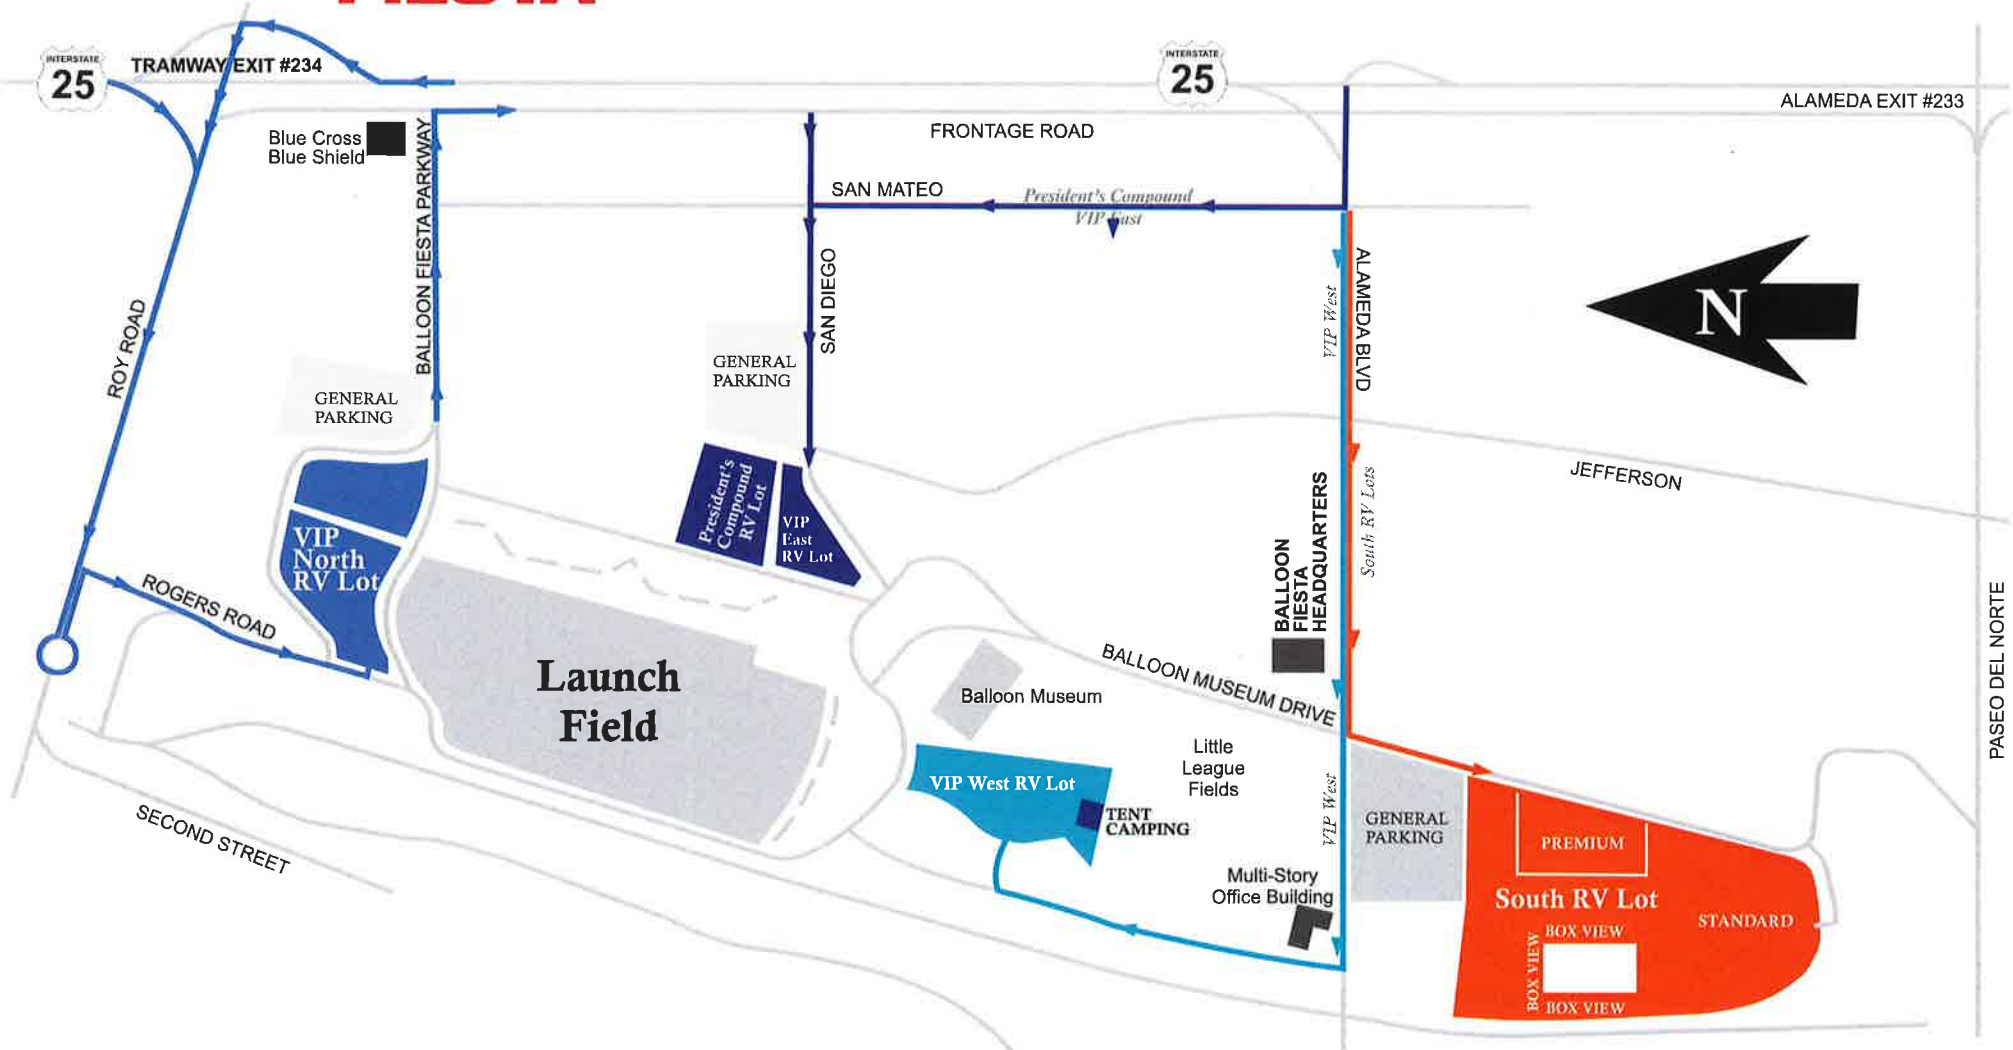 FIESTA
INTERSTATE
25
TRAMWAY EXIT #234
INTERSTATE
25
ALAMEDA EXIT #233
Blue Cross
Blue Shield
BALLOON FIESTA PARKWAY
FRONTAGE ROAD
SAN MATEO
President's Compound
VIP East
ROY ROAD
SAN DIEGO
VIP West
ALAMEDA BLVD
N
GENERAL
PARKING
GENERAL
PARKING
JEFFERSON
President's
Compound
RV Lot
VIP
East
RV Lot
South RV Lots
VIP
North
RV Lot
BALLOON
FIESTA
HEADQUARTERS
ROGERS ROAD
PASEO DEL NORTE
Launch
Field
Balloon Museum
BALLOON MUSEUM DRIVE
Little
League
Fields
VIP West RV Lot
TENT
CAMPING
VIP West
GENERAL
PARKING
PREMIUM
SECOND STREET
Multi-Story
Office Building
South RV Lot
STANDARD
BOX VIEW
BOX VIEW
BOX VIEW